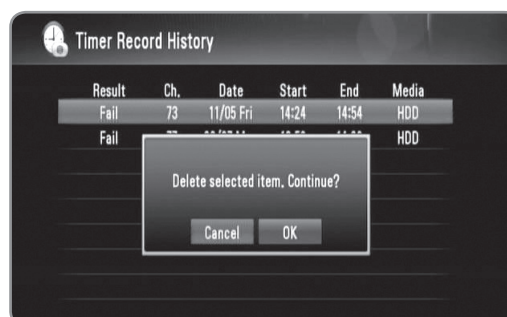 Timer Record History
Result Ch. Date Start End Media
Fail 73 11/05 Fri 14:24 14:54 HDD
Fail HDD
Delete selected item. Continue?
Cancel OK